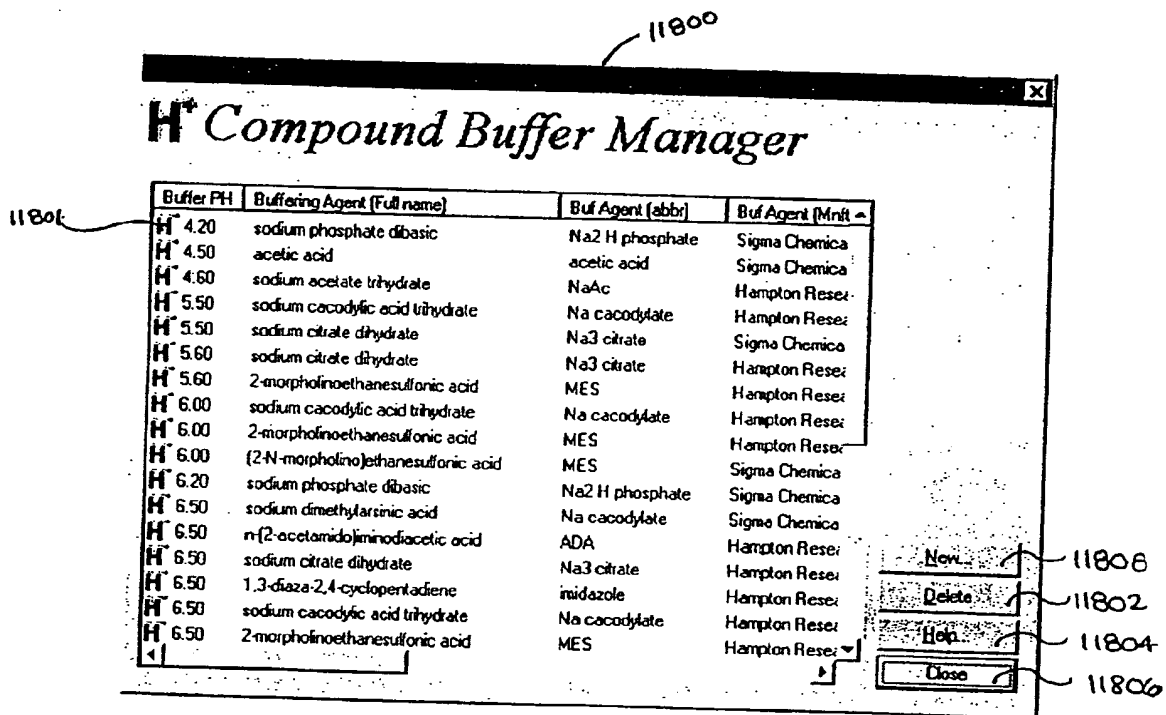 11800
H+ Compound Buffer Manager
Buffer PH Buffering Agent (Full name) Buf Agent (abbr) Buf Agent (Mnft
11801
H+ 4.20 sodium phosphate dibasic Na2 H phosphate Sigma Chemica
H+ 4.50 acetic acid acetic acid Sigma Chemica
H+ 4.60 sodium acetate trihydrate NaAc Hampton Resea
H+ 5.50 sodium cacodylic acid trihydrate Na cacodylate Hampton Resea
H+ 5.50 sodium citrate dihydrate Na3 citrate Sigma Chemica
H+ 5.60 sodium citrate dihydrate Na3 citrate Hampton Resea
H+ 5.60 2-morpholinoethanesulfonic acid MES Hampton Resea
H+ 6.00 sodium cacodylic acid trihydrate Na cacodylate Hampton Resea
H+ 6.00 2-morpholinoethanesulfonic acid MES Hampton Resea
H+ 6.00 (2-N-morpholino)ethanesulfonic acid MES Sigma Chemica
H+ 6.20 sodium phosphate dibasic Na2 H phosphate Sigma Chemica
H+ 6.50 sodium dimethylarsinic acid Na cacodylate Sigma Chemica
H+ 6.50 n-(2-acetamido)iminodiacetic acid ADA Hampton Resea
H+ 6.50 sodium citrate dihydrate Na3 citrate Hampton Resea
H+ 6.50 1,3-diaza-2,4-cyclopentadiene imidazole Hampton Resea
H+ 6.50 sodium cacodylic acid trihydrate Na cacodylate Hampton Resea
H+ 6.50 2-morpholinoethanesulfonic acid MES Hampton Resea
New... 11808
Delete 11802
Help... 11804
Close 11806